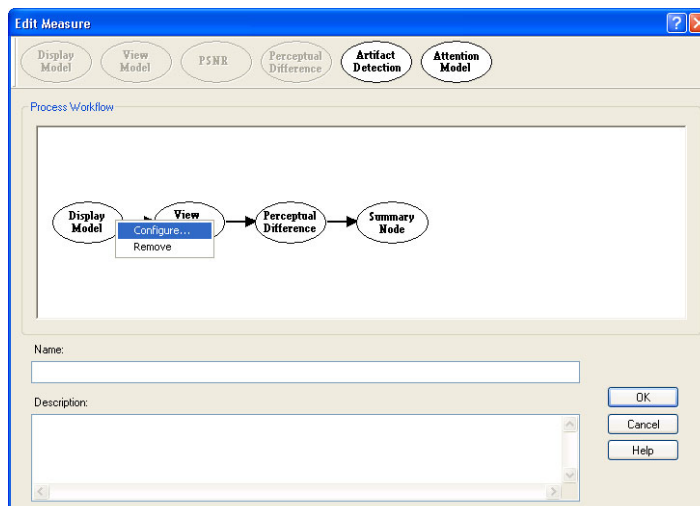 Edit Measure
?
Display
Model
View
Model
PSNR
Perceptual
Difference
Artifact
Detection
Attention
Model
Process Workflow
Display
Model
View
Perceptual
Difference
Summary
Node
Configure...
Remove
Name:
OK
Description:
Cancel
Help